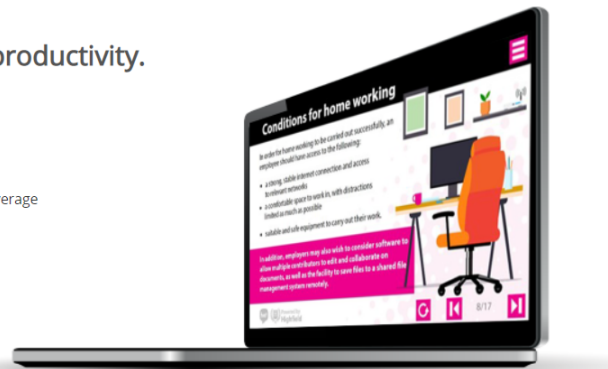 productivity.
verage
Conditions for home working
In order for home working to be carried out successfully, an
employee should have access to the following:
• a strong, stable internet connection and access
to relevant networks
• a comfortable space to work in, with distractions
limited as much as possible
• suitable and safe equipment to carry out their work.
In addition, employers may also wish to consider software to
allow multiple contributors to edit and collaborate on
documents, as well as the facility to save files to a shared file
management system remotely.
Powered by
Highfield
8/17